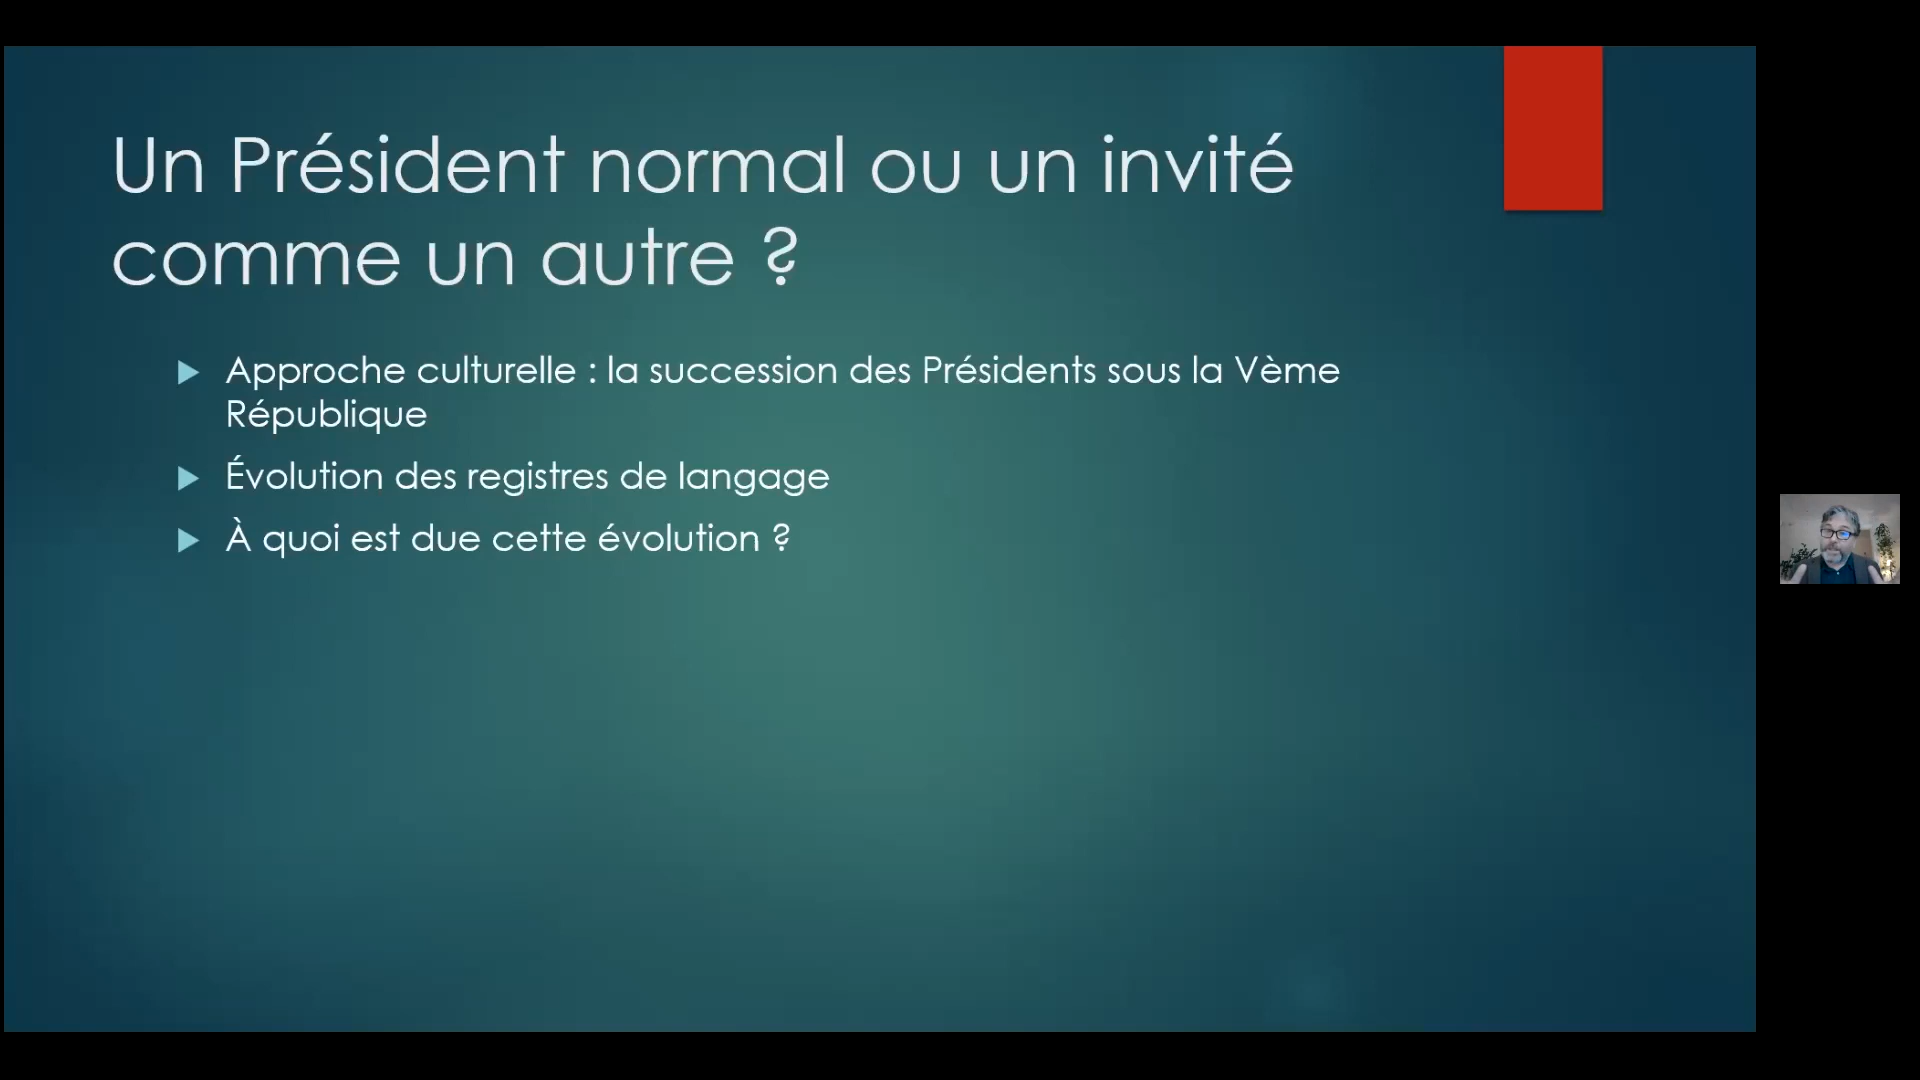 Un Président normal ou un invité
comme un autre ?
Approche culturelle : la succession des Présidents sous la Vème
République
Évolution des registres de langage
À quoi est due cette évolution ?